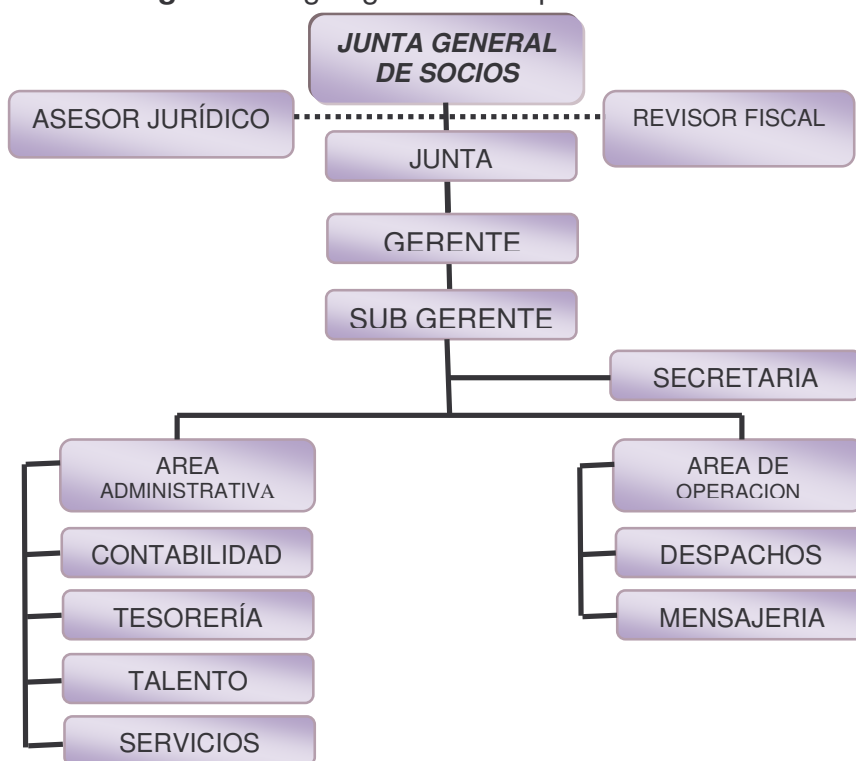 JUNTA GENERAL
DE SOCIOS
ASESOR JURÍDICO
REVISOR FISCAL
JUNTA
GERENTE
SUB GERENTE
SECRETARIA
AREA
ADMINISTRATIVA
AREA DE
OPERACION
CONTABILIDAD
DESPACHOS
TESORERÍA
MENSAJERIA
TALENTO
SERVICIOS